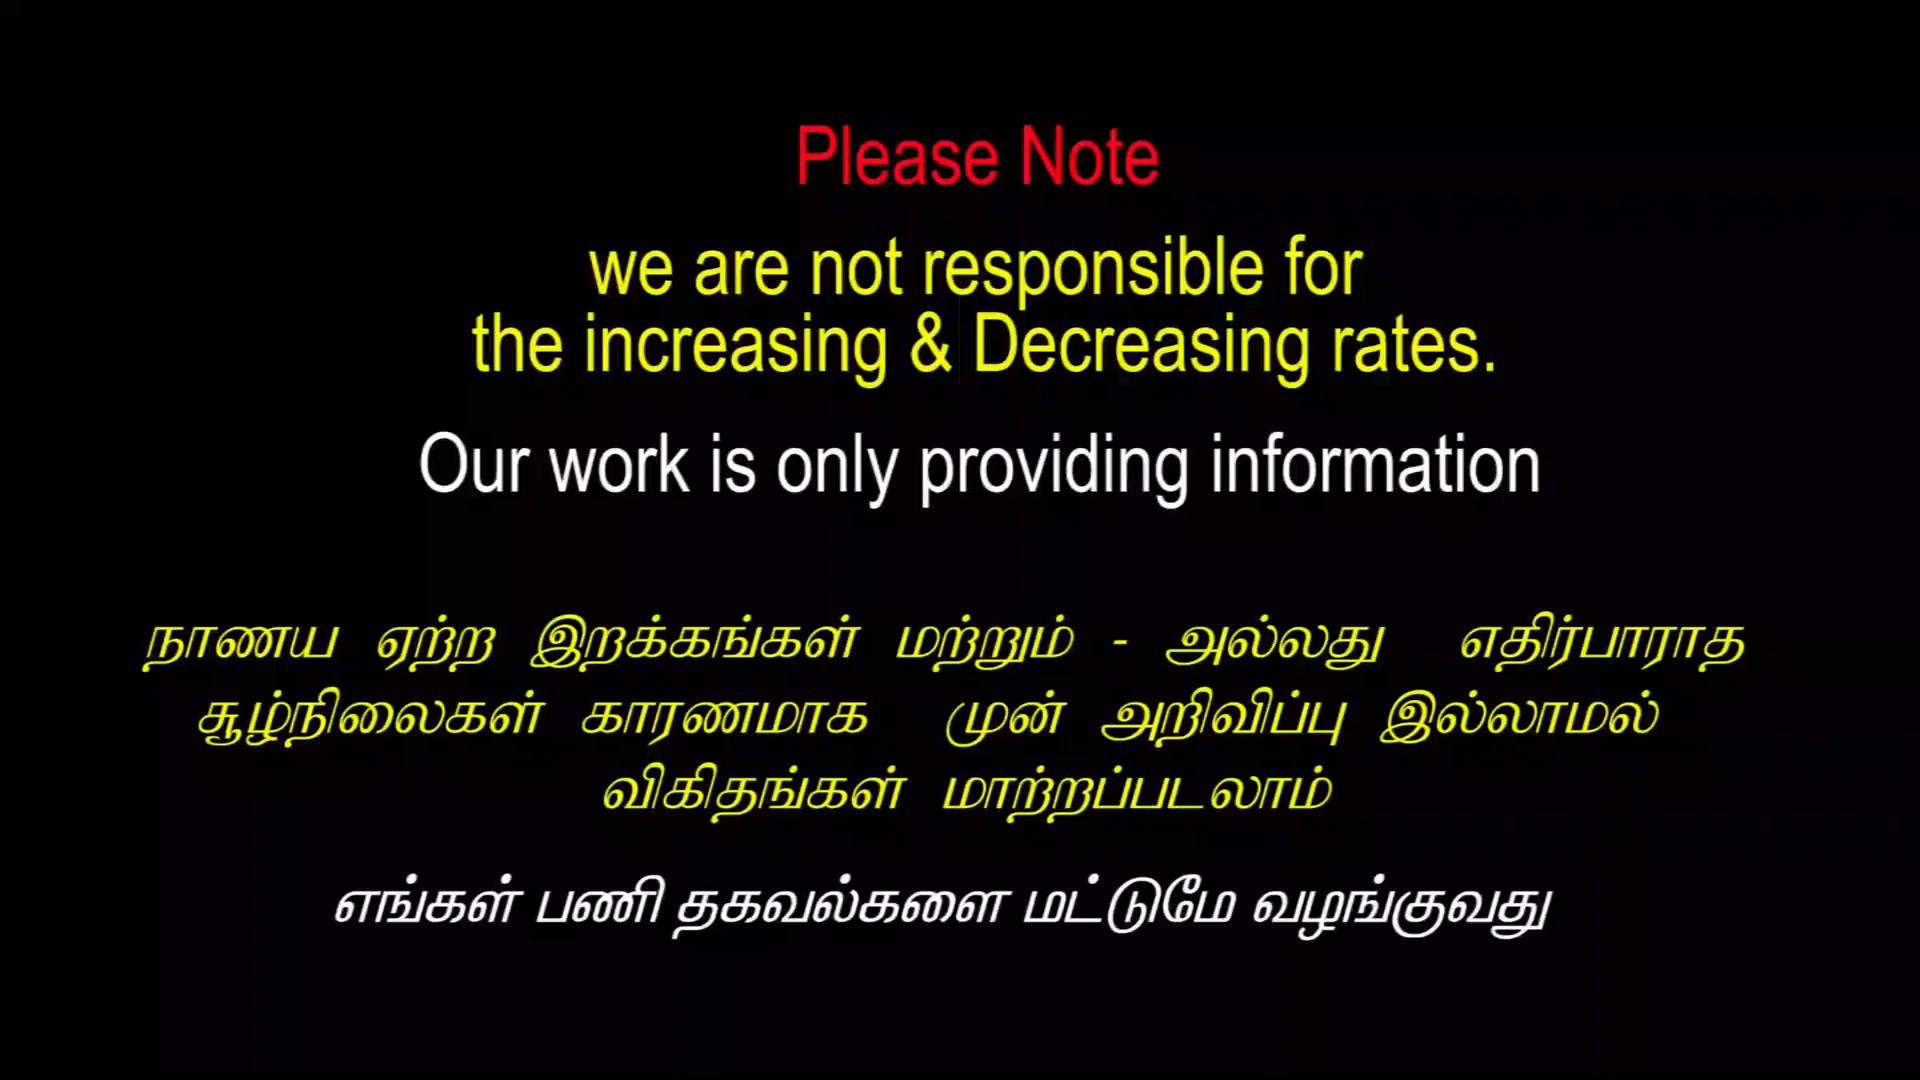 Please Note
we are not responsible for
the increasing & Decreasing rates.
Our work is only providing information
நாணய ஏற்ற இறக்கங்கள் மற்றும் - அல்லது எதிர்பாராத
சூழ்நிலைகள் காரணமாக முன் அறிவிப்பு இல்லாமல்
விகிதங்கள் மாற்றப்படலாம்
எங்கள் பணி தகவல்களை மட்டுமே வழங்குவது